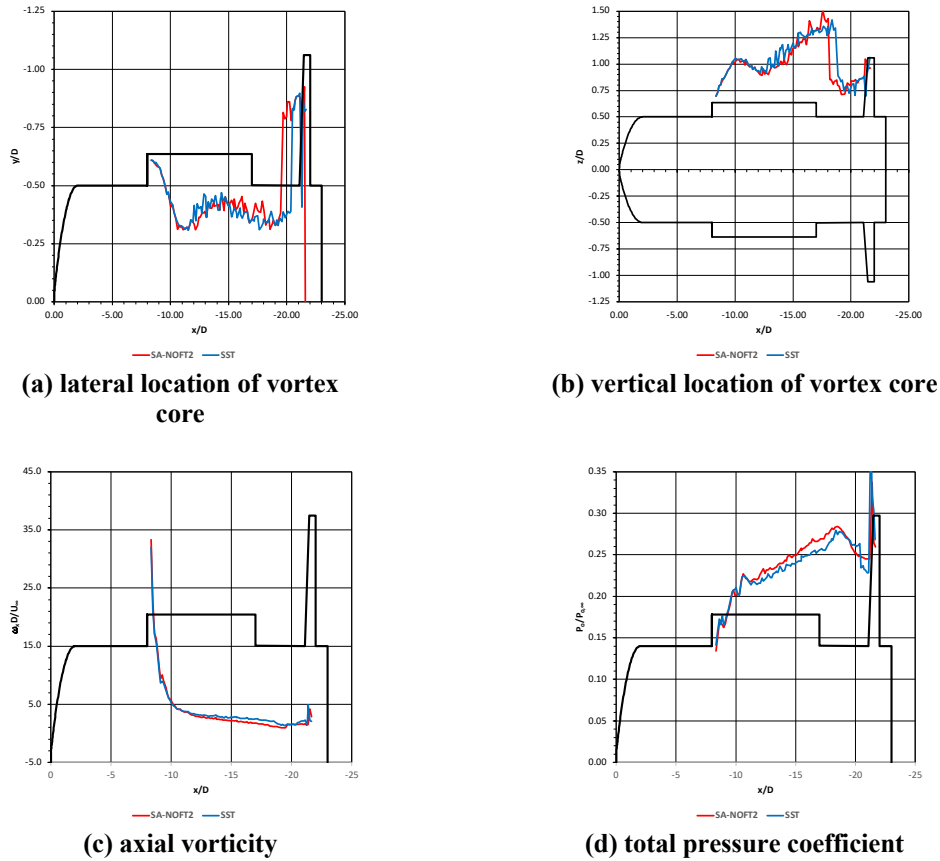 -1.25
-1.00
-0.75
-0.50
-0.25
0.00
y/D
0.00 -5.00 -10.00 -15.00 -20.00 -25.00
x/D
SA-NOFT2 SST
(a) lateral location of vortex
core
1.50
1.25
1.00
0.75
0.50
0.25
0.00
-0.25
-0.50
-0.75
-1.00
-1.25
z/D
0.00 -5.00 -10.00 -15.00 -20.00 -25.00
x/D
SA-NOFT2 SST
(b) vertical location of vortex core
45.0
35.0
25.0
15.0
5.0
-5.0
D/U∞
0 -5 -10 -15 -20 -25
x/D
SA-NOFT2 SST
(c) axial vorticity
0.35
0.30
0.25
0.20
0.15
0.10
0.05
0.00
P₀/P₀,∞
0 -5 -10 -15 -20 -25
x/D
SA-NOFT2 SST
(d) total pressure coefficient